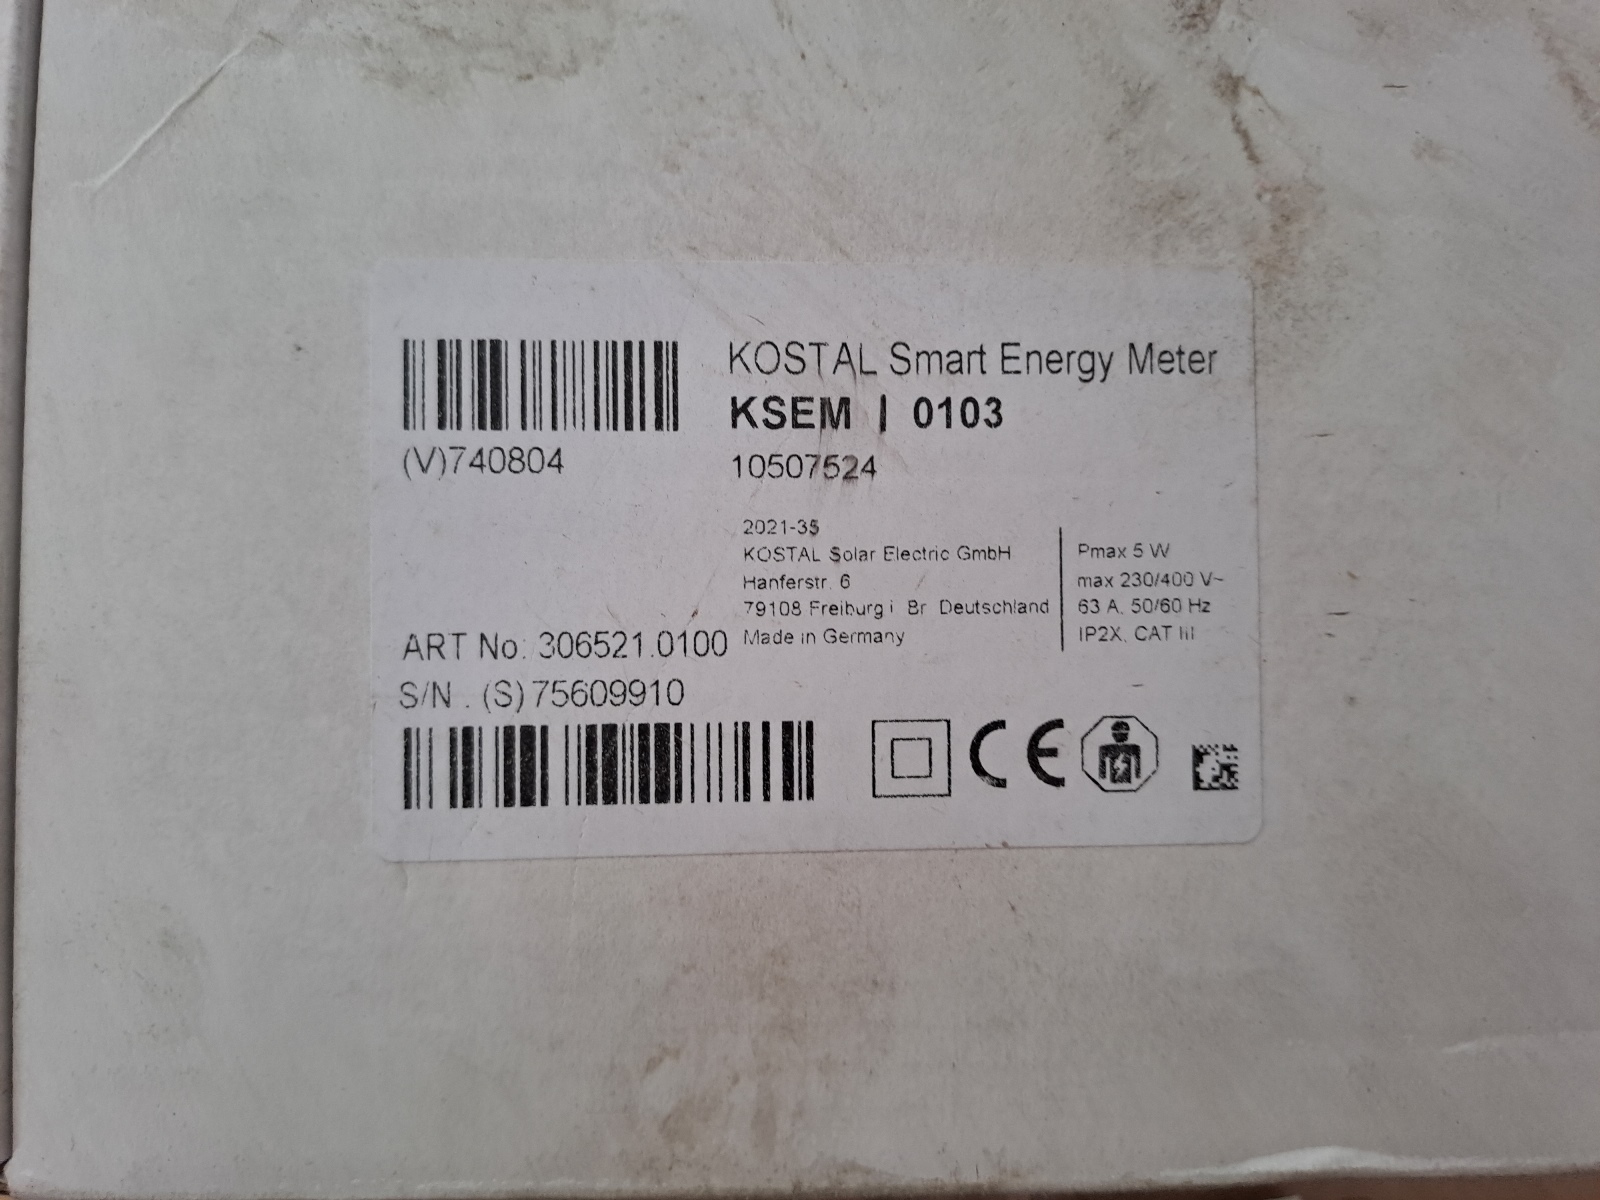 KOSTAL Smart Energy Meter
KSEM | 0103
(V)740804
10507524
2021-35
KOSTAL Solar Electric GmbH
Hanferstr. 6
79108 Freiburg i Br Deutschland
Made in Germany
Pmax 5 W
max 230/400 V~
63 A, 50/60 Hz
IP2X, CAT III
ART No: 306521.0100
S/N . (S)75609910
CE